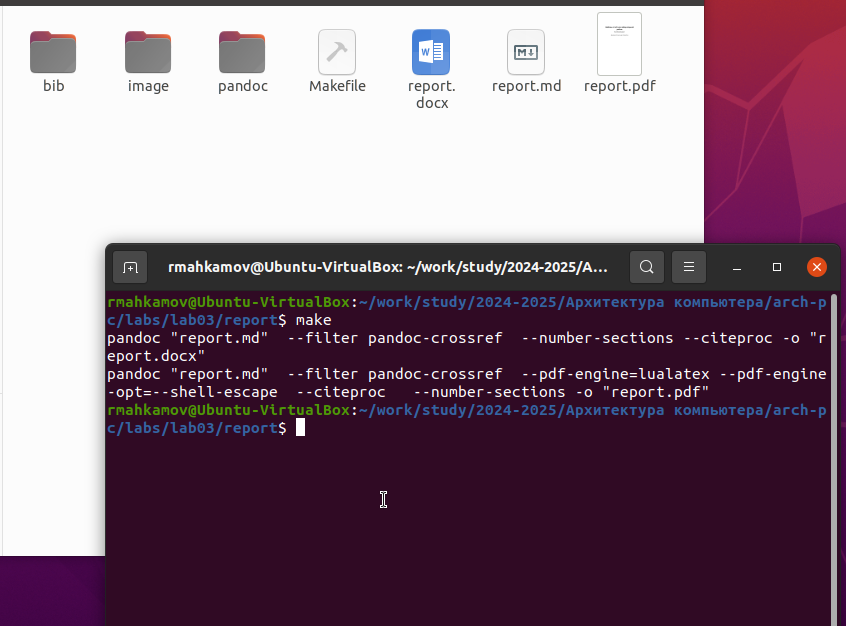 bib
image
pandoc
Makefile
report.
docx
report.md
report.pdf
rmahkamov@Ubuntu-VirtualBox: ~/work/study/2024-2025/А...
rmahkamov@Ubuntu-VirtualBox:~/work/study/2024-2025/Архитектура компьютера/arch-p
c/labs/lab03/report$ make
pandoc "report.md"  --filter pandoc-crossref  --number-sections --citeproc -o "r
eport.docx"
pandoc "report.md"  --filter pandoc-crossref  --pdf-engine=lualatex --pdf-engine
-opt=--shell-escape  --citeproc   --number-sections -o "report.pdf"
rmahkamov@Ubuntu-VirtualBox:~/work/study/2024-2025/Архитектура компьютера/arch-p
c/labs/lab03/report$